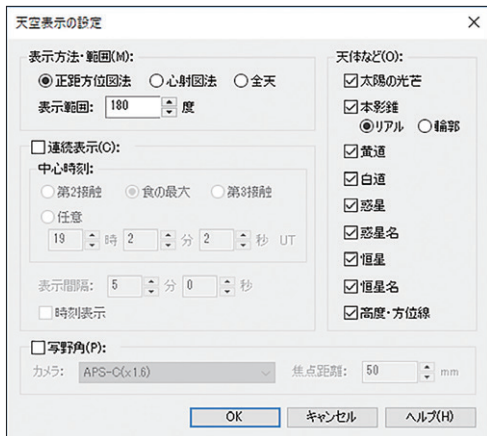 天空表示の設定
表示方法・範囲(M):
正距方位図法 心射図法 全天
表示範囲: 180 度
連続表示(C):
中心時刻:
第2接触 食の最大 第3接触
任意
19 時 2 分 2 秒 UT
表示間隔: 5 分 0 秒
時刻表示
天体など(O):
太陽の光芒
本影錐
リアル 輪郭
黄道
白道
惑星
惑星名
恒星
恒星名
高度・方位線
写野角(P):
カメラ: APS-C(x1.6) 焦点距離: 50 mm
OK キャンセル ヘルプ(H)